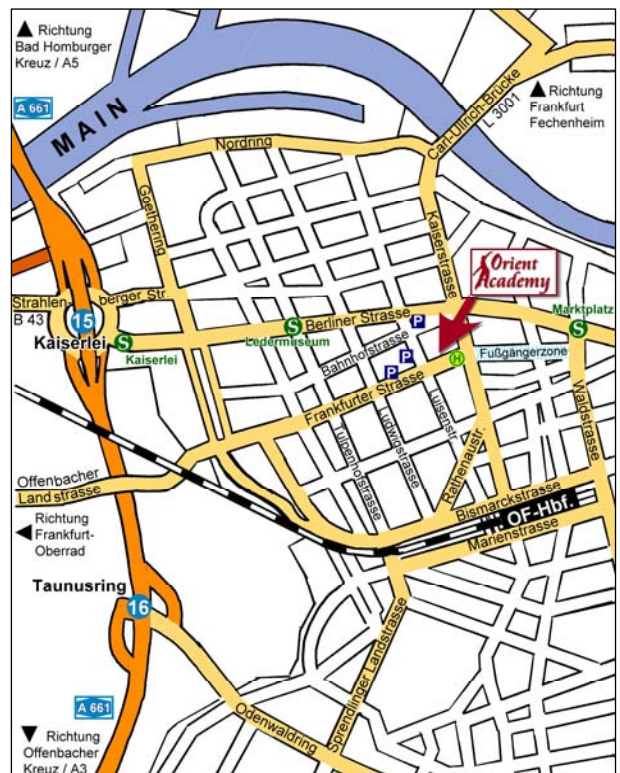 Richtung
Bad Homburger
Kreuz / A5
A 661
MAIN
Nordring
Carl-Ulrich-Brücke
L 3001
Richtung
Frankfurt
Fechenheim
Goethering
Kaiserstrasse
Orient
Academy
Strahlen
berger Str.
B 43
15
Kaiserlei
S
Kaiserlei
S
Ledermuseum
Berliner Strasse
P
Marktplatz
S
Bahnhofstrasse
P
P
H
Fußgängerzone
Frankfurter Strasse
Waldstrasse
Tulpenhofstrasse
Ludwigstrasse
Luisenstr.
Rathenaustr.
Offenbacher
Landstrasse
Bismarckstrasse
OF-Hbf.
Marienstrasse
Richtung
Frankfurt-
Oberrad
Taunusring
16
Sprendlinger Landstrasse
Odenwaldring
A 661
Richtung
Offenbacher
Kreuz / A3